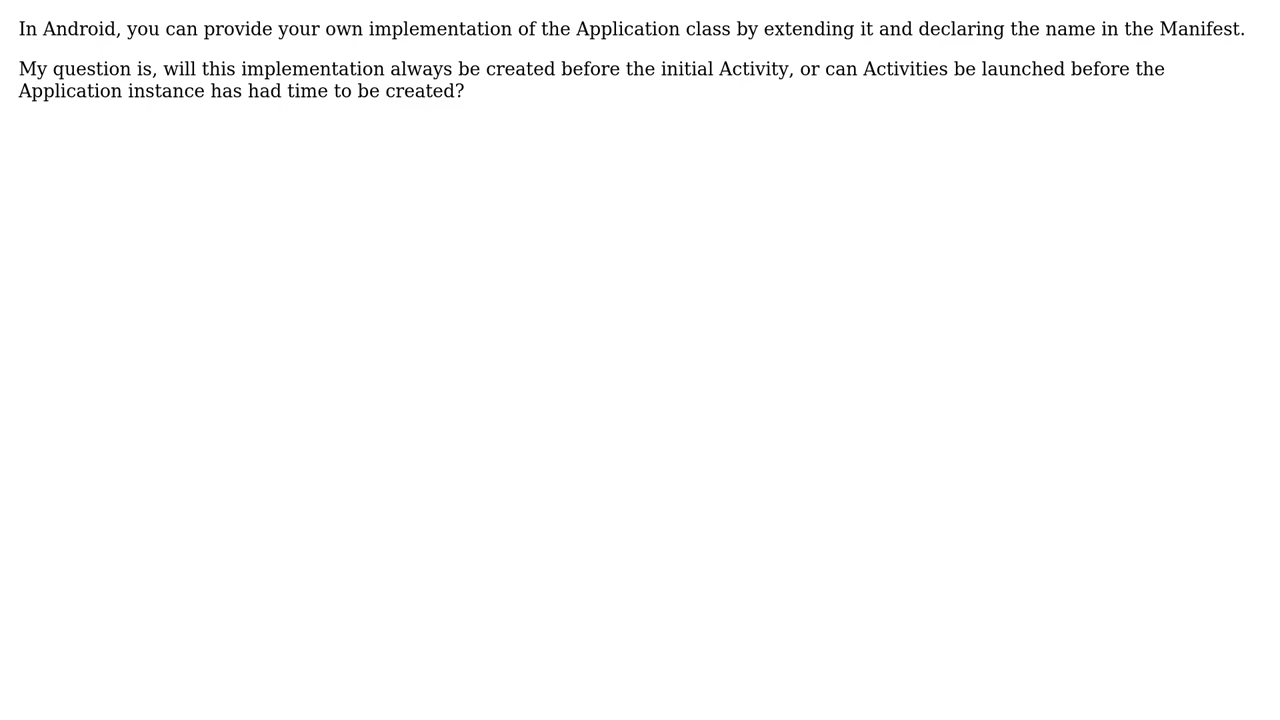 In Android, you can provide your own implementation of the Application class by extending it and declaring the name in the Manifest.
My question is, will this implementation always be created before the initial Activity, or can Activities be launched before the
Application instance has had time to be created?